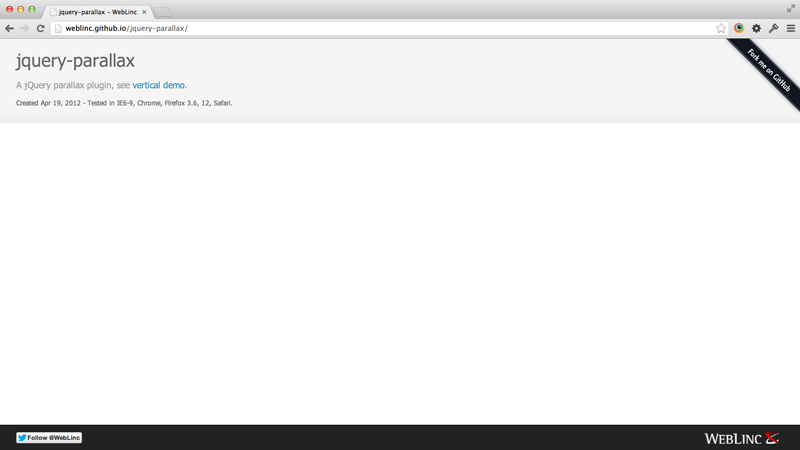 jquery-parallax - WebLinc
weblinc.github.io/jquery-parallax/
jquery-parallax
Fork me on GitHub
A jQuery parallax plugin, see vertical demo.
Created Apr 19, 2012 - Tested in IE6-9, Chrome, Firefox 3.6, 12, Safari.
Follow @WebLinc
WEBLINC